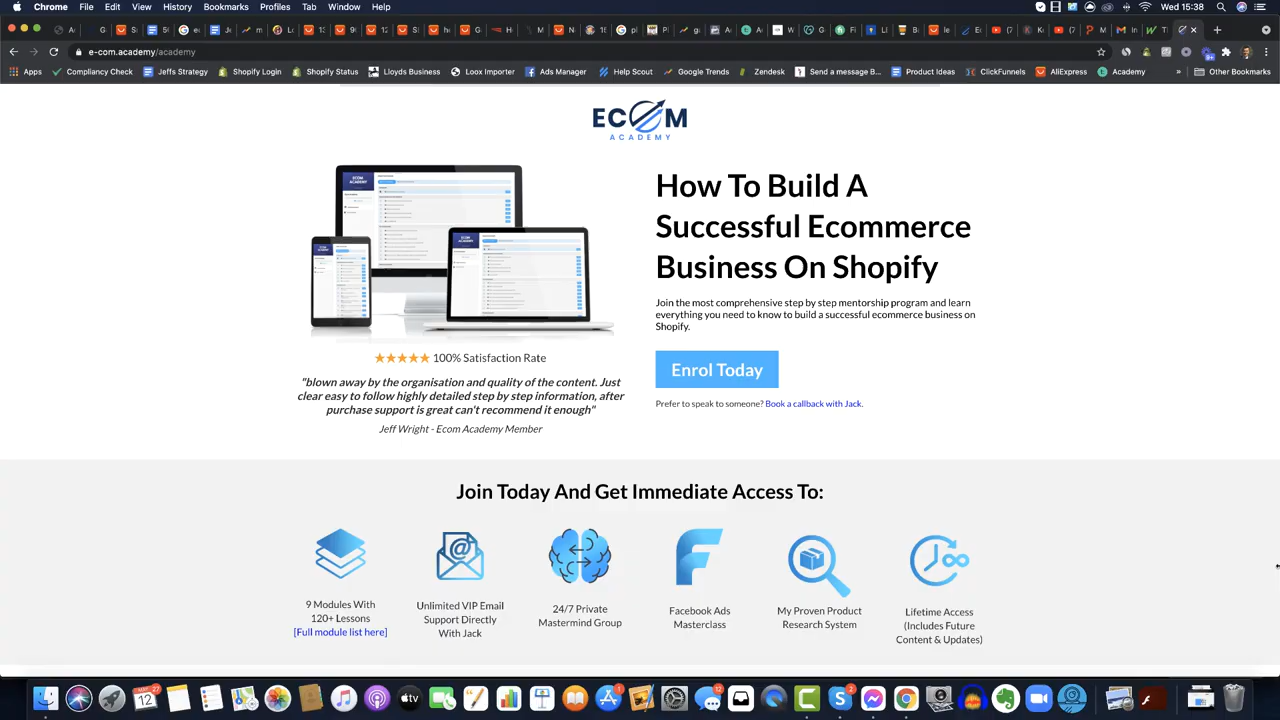 Chrome File Edit View History Bookmarks Profiles Tab Window Help
Wed 12 May 15:38
e-com.academy/academy
Apps Compliancy Check Jeffs Strategy Shopify Login Shopify Status Lloyds Business Loox Importer Ads Manager Help Scout Google Trends Zendesk Send a message B... Product Ideas ClickFunnels AliExpress Academy » Other Bookmarks
ECOM
ACADEMY
How To Build A
Successful Ecommerce
Business On Shopify
Join the most comprehensive step by step mentorship program and learn
everything you need to know to build a successful ecommerce business on
Shopify.
Enrol Today
Prefer to speak to someone? Book a callback with Jack.
ECOM
ACADEMY
100% Satisfaction Rate
"blown away by the organisation and quality of the content. Just
clear easy to follow highly detailed step by step information, after
purchase support is great can't recommend it enough"
Jeff Wright - Ecom Academy Member
Join Today And Get Immediate Access To:
9 Modules With
120+ Lessons
[Full module list here]
Unlimited VIP Email
Support Directly
With Jack
24/7 Private
Mastermind Group
Facebook Ads
Masterclass
My Proven Product
Research System
Lifetime Access
(Includes Future
Content & Updates)